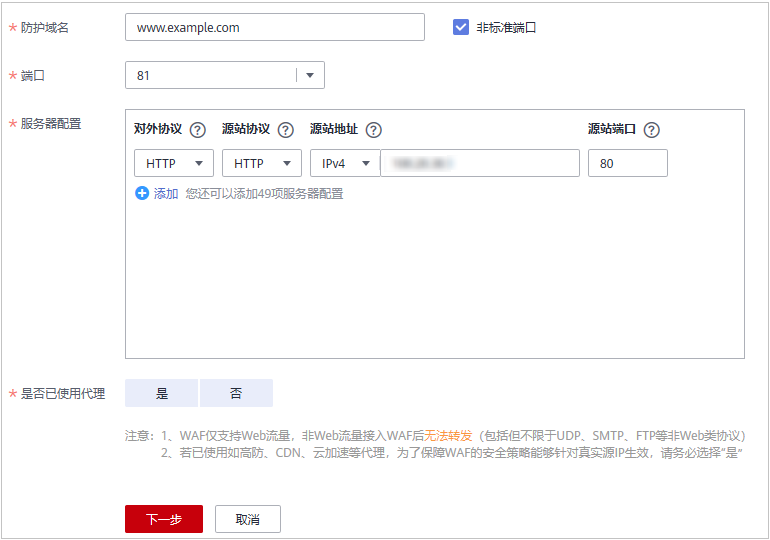 * 防护域名 www.example.com 非标准端口
* 端口 81
* 服务器配置 对外协议 ? 源站协议 ? 源站地址 ? 源站端口 ?
HTTP HTTP IPv4 80
添加 您还可以添加49项服务器配置
* 是否已使用代理 是 否
注意：1、WAF仅支持Web流量，非Web流量接入WAF后无法转发（包括但不限于UDP、SMTP、FTP等非Web类协议）
2、若已使用如高防、CDN、云加速等代理，为了保障WAF的安全策略能够针对真实源IP生效，请务必选择“是”
下一步 取消